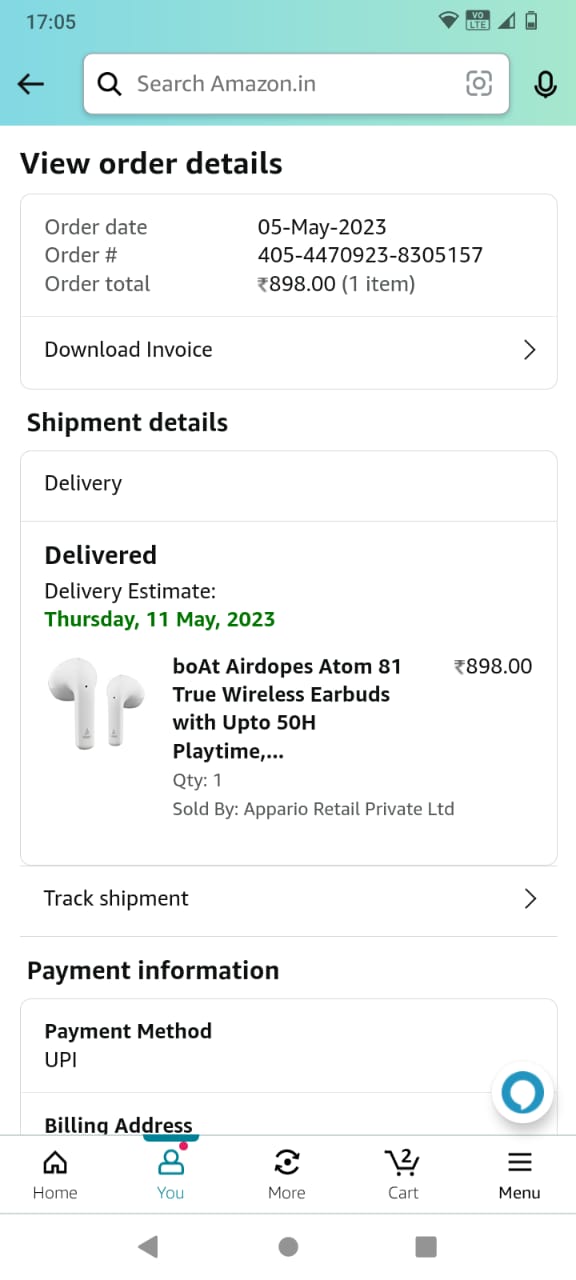 17:05
VO
LTE
Search Amazon.in
View order details
Order date 05-May-2023
Order # 405-4470923-8305157
Order total ₹898.00 (1 item)
Download Invoice
Shipment details
Delivery
Delivered
Delivery Estimate:
Thursday, 11 May, 2023
boAt Airdopes Atom 81 ₹898.00
True Wireless Earbuds
with Upto 50H
Playtime,...
Qty: 1
Sold By: Appario Retail Private Ltd
Track shipment
Payment information
Payment Method
UPI
Billing Address
2
Home You More Cart Menu